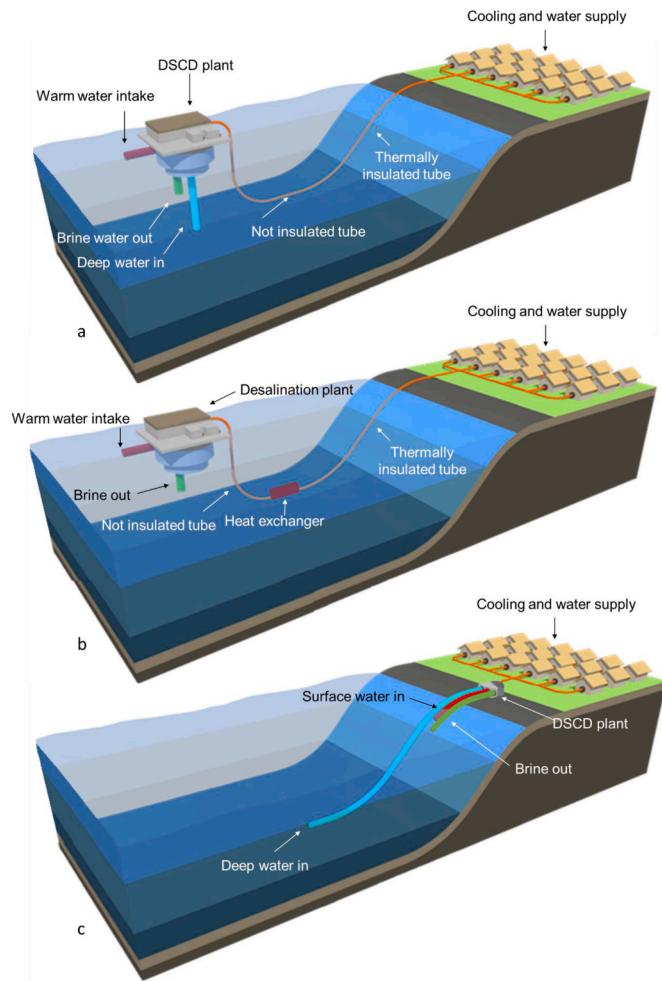 Cooling and water supply
a
DSCD plant
Warm water intake
Thermally
insulated tube
Brine water out
Not insulated tube
Deep water in
a
Cooling and water supply
Desalination plant
Warm water intake
Thermally
insulated tube
Brine out
Not insulated tube
Heat exchanger
b
Cooling and water supply
Surface water in
DSCD plant
Brine out
Deep water in
c